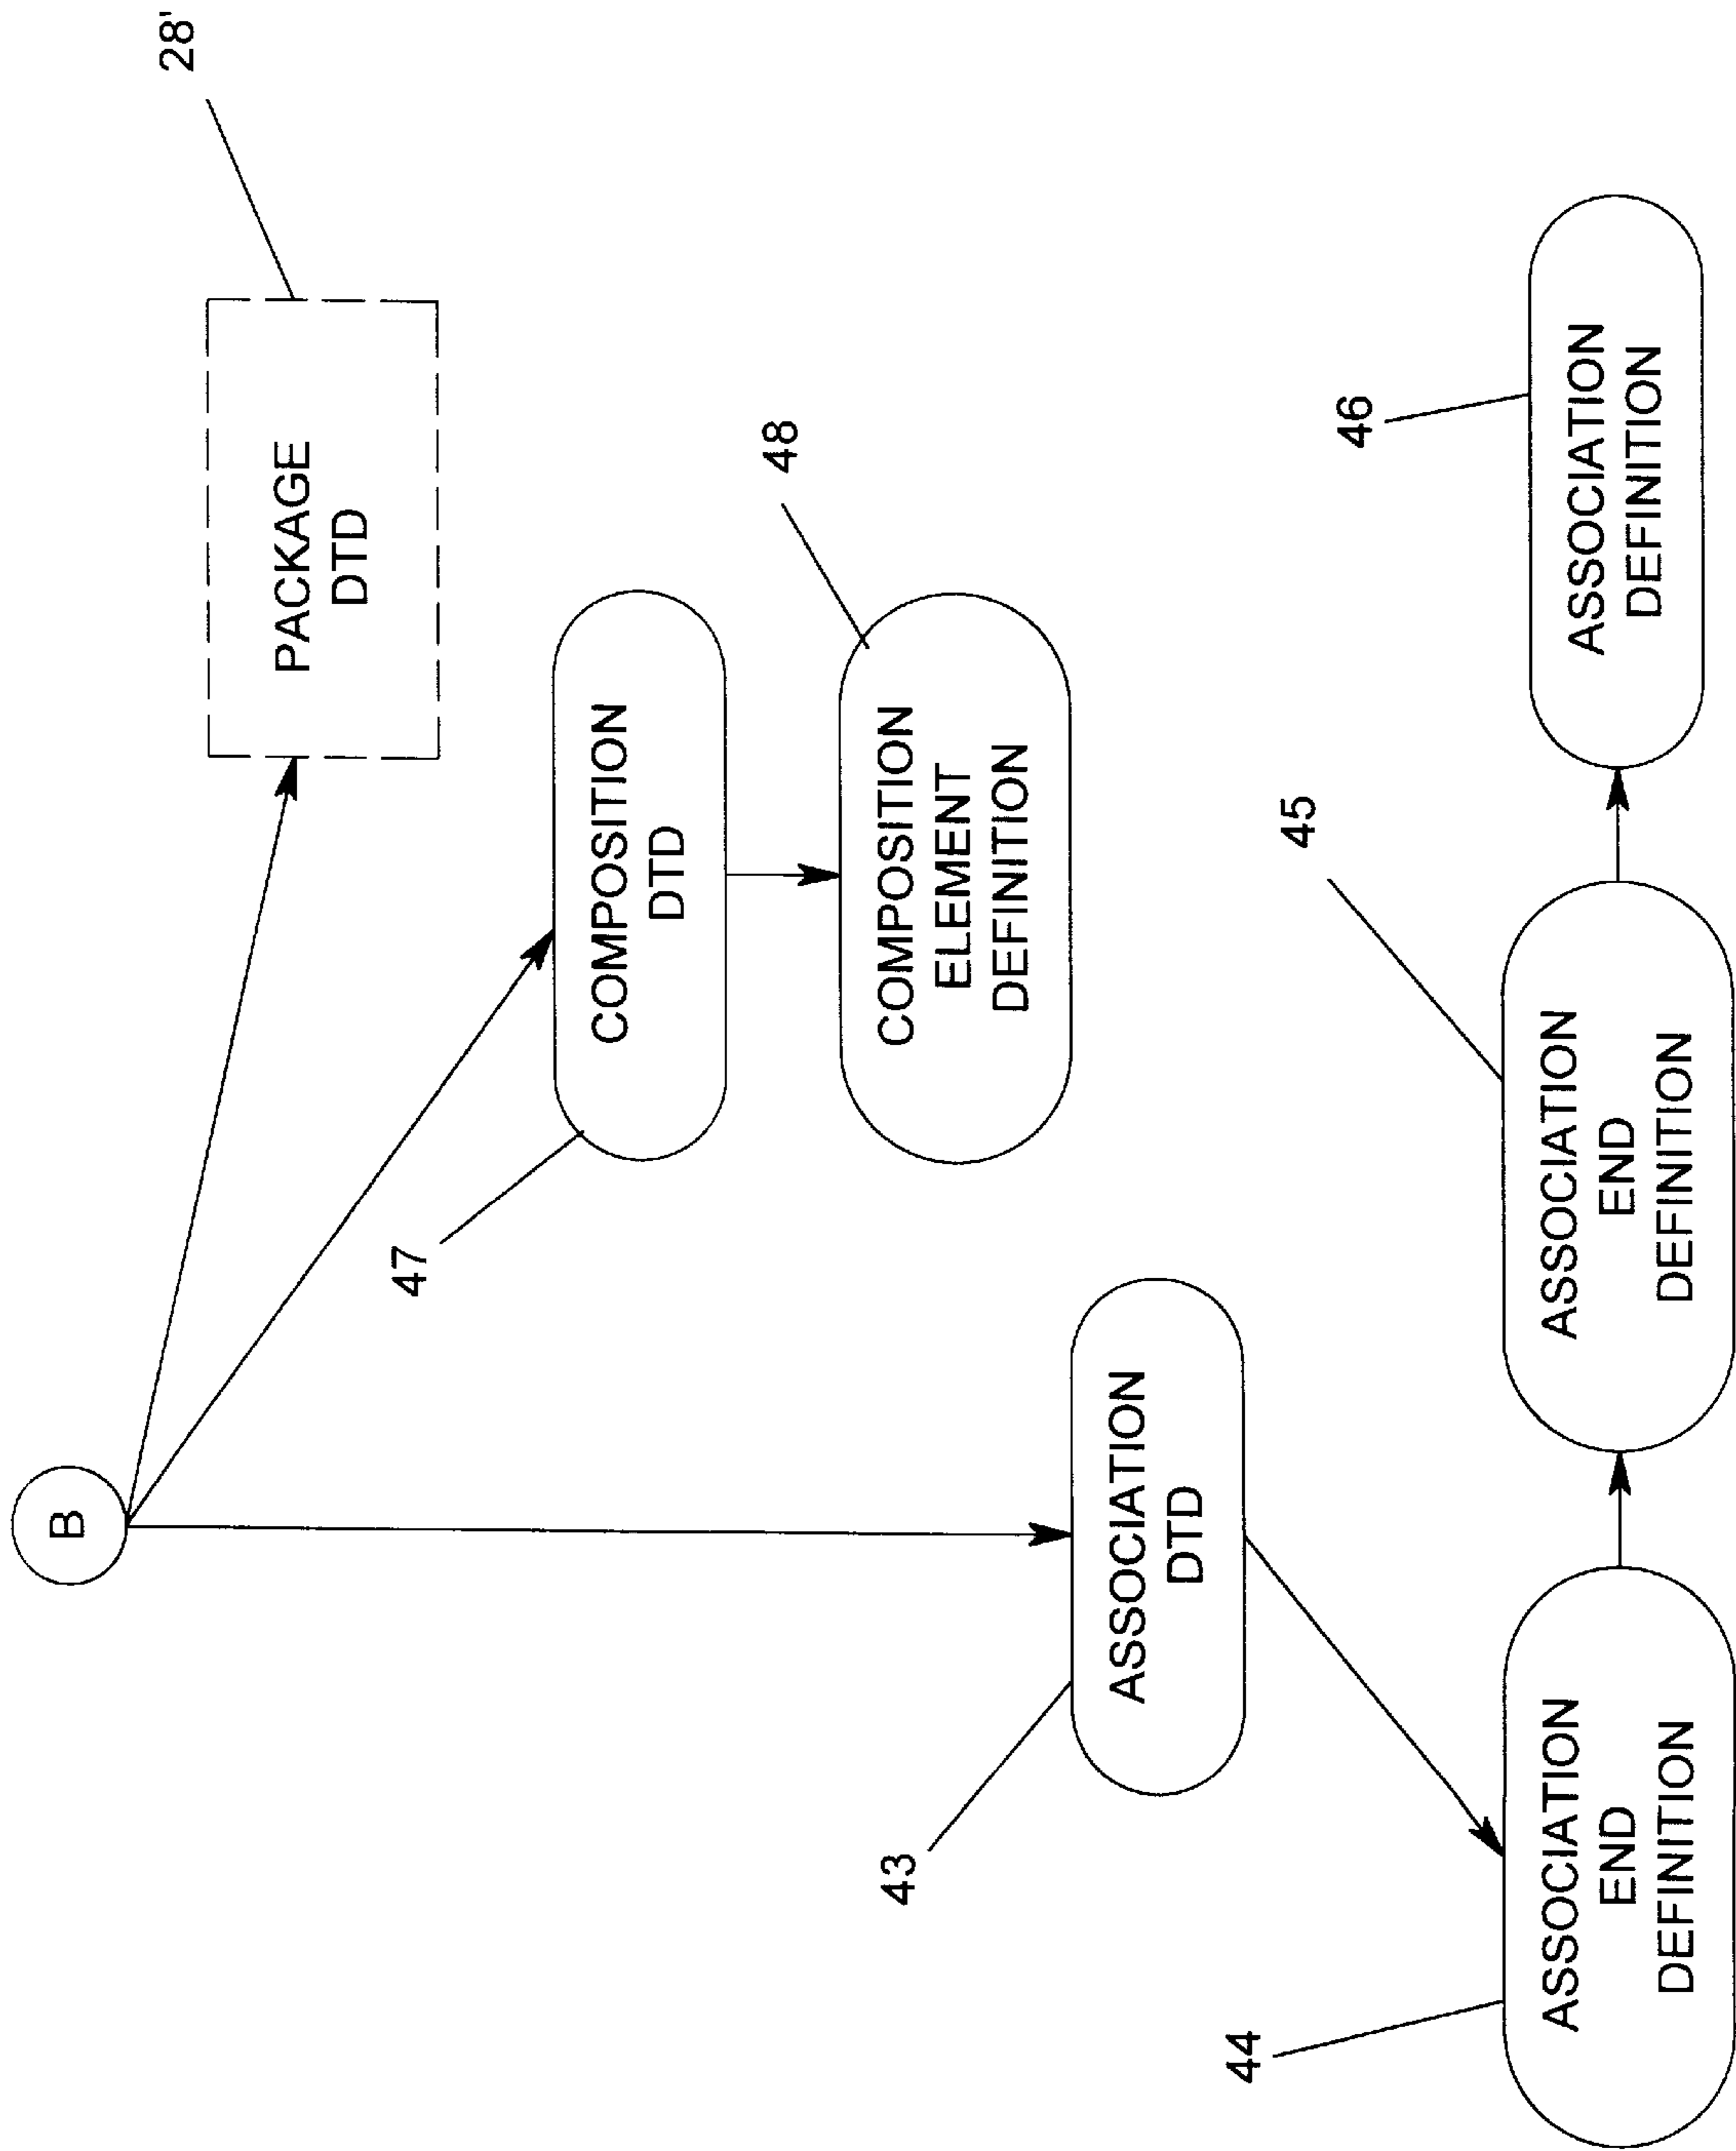 B
28'
PACKAGE
DTD
47
COMPOSITION
DTD
48
COMPOSITION
ELEMENT
DEFINITION
43
ASSOCIATION
DTD
44
ASSOCIATION
END
DEFINITION
45
ASSOCIATION
END
DEFINITION
46
ASSOCIATION
DEFINITION